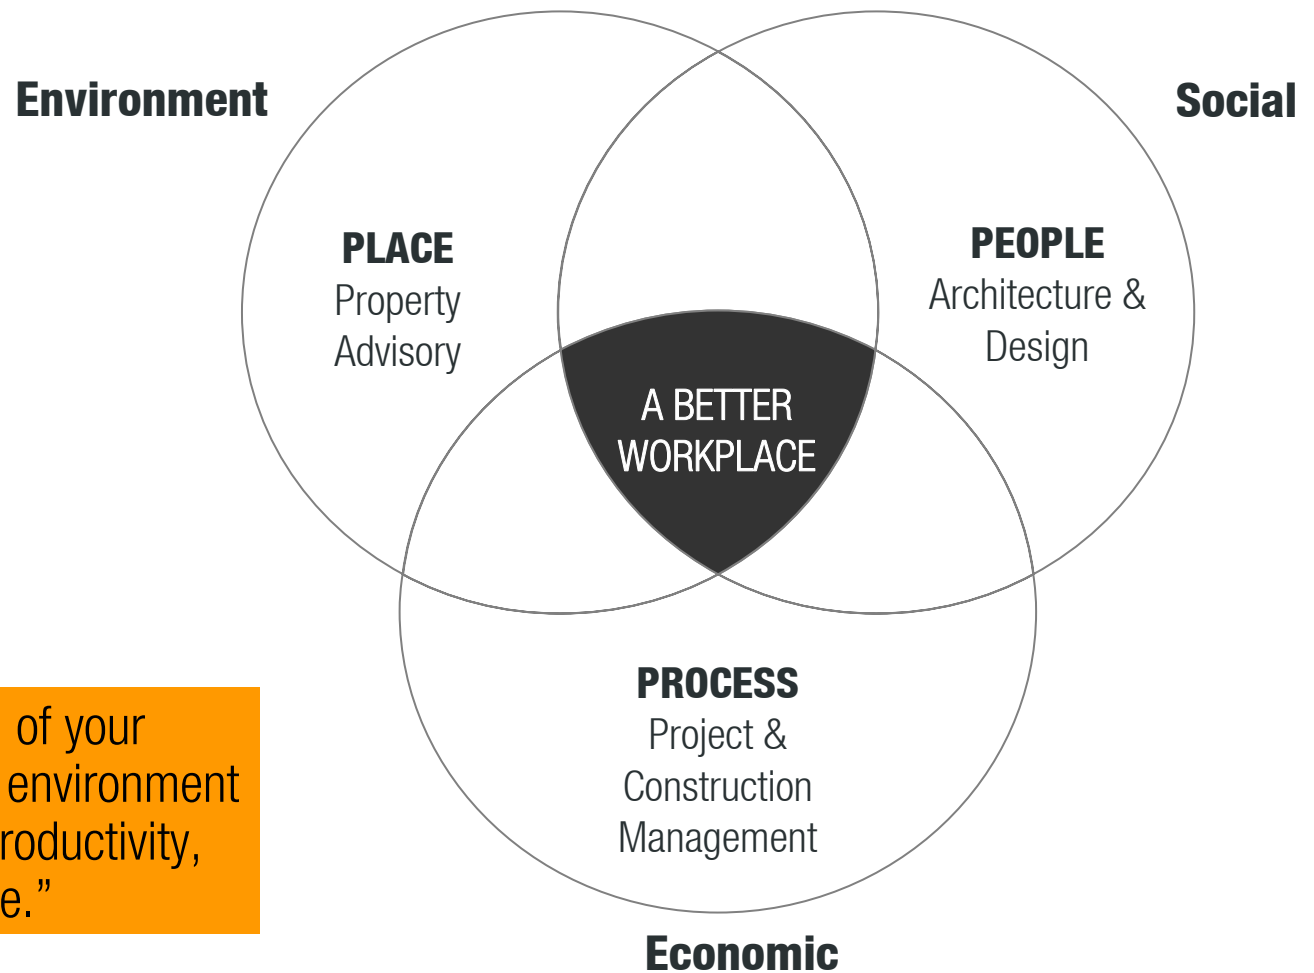 Environment
Social
PLACE
Property
Advisory
PEOPLE
Architecture &
Design
A BETTER
WORKPLACE
PROCESS
Project &
Construction
Management
of your
environment
roductivity,
e.”
Economic